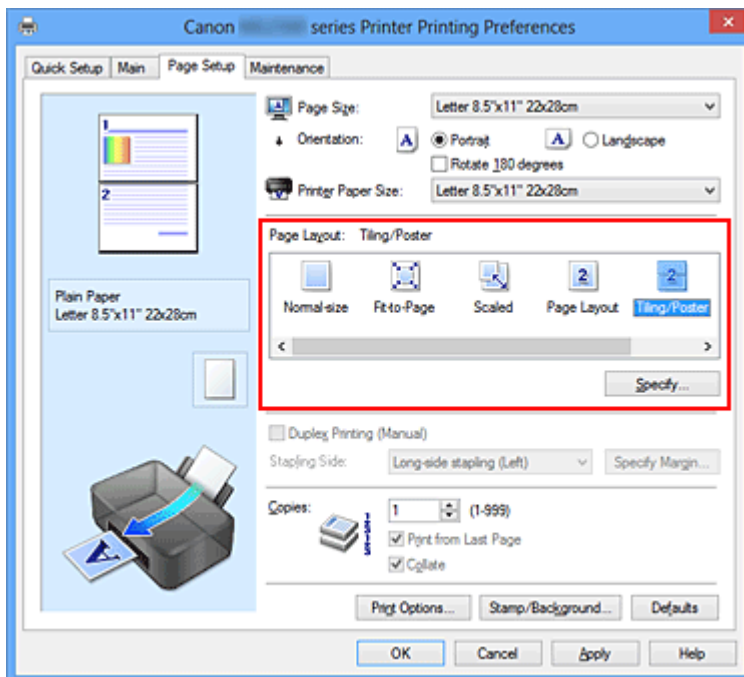 Canon series Printer Printing Preferences
Quick Setup Main Page Setup Maintenance
1
2
Plain Paper
Letter 8.5"x11" 22x28cm
Page Size: Letter 8.5"x11" 22x28cm
Orientation: A Portrait A Landscape
Rotate 180 degrees
Printer Paper Size: Letter 8.5"x11" 22x28cm
Page Layout: Tiling/Poster
Normal-size Fit-to-Page Scaled Page Layout Tiling/Poster
Specify...
Duplex Printing (Manual)
Stapling Side: Long-side stapling (Left) Specify Margin...
Copies: 1 (1-999)
Print from Last Page
Collate
Print Options... Stamp/Background... Defaults
OK Cancel Apply Help